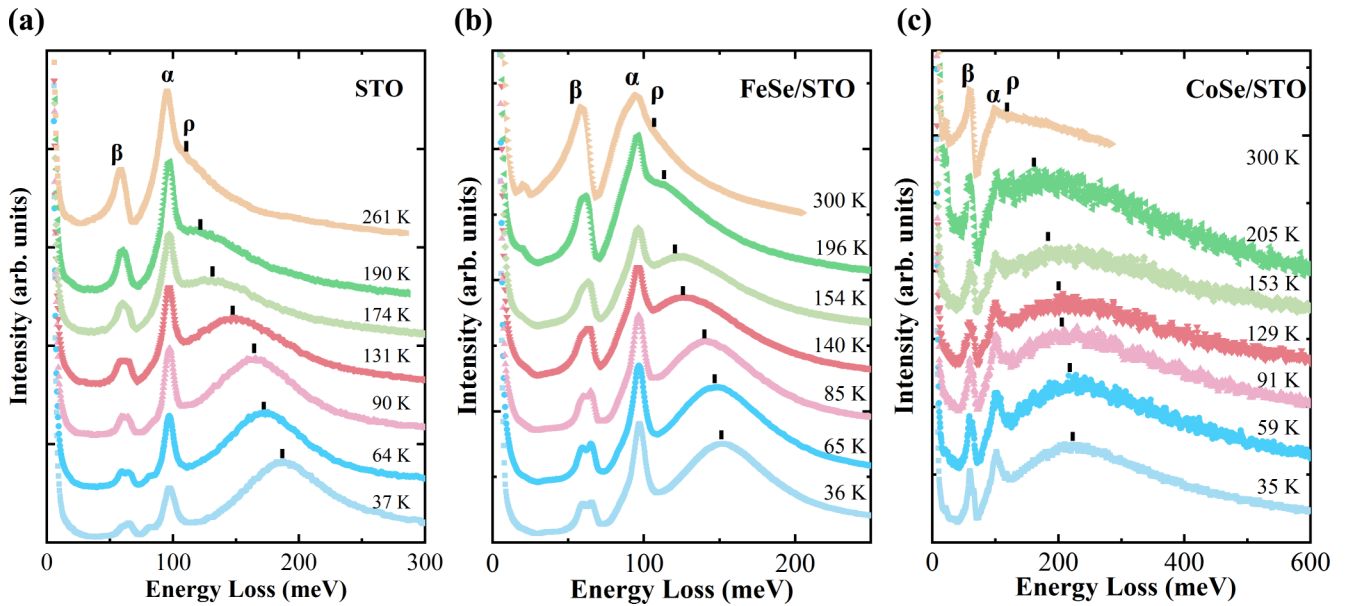 (a)
STO
α
ρ
β
261 K
190 K
174 K
131 K
90 K
64 K
37 K
0
100
200
300
Energy Loss (meV)
Intensity (arb. units)
(b)
FeSe/STO
α
β
ρ
300 K
196 K
154 K
140 K
85 K
65 K
36 K
0
100
200
Energy Loss (meV)
Intensity (arb. units)
(c)
β
α
ρ
CoSe/STO
300 K
205 K
153 K
129 K
91 K
59 K
35 K
0
200
400
600
Energy Loss (meV)
Intensity (arb. units)